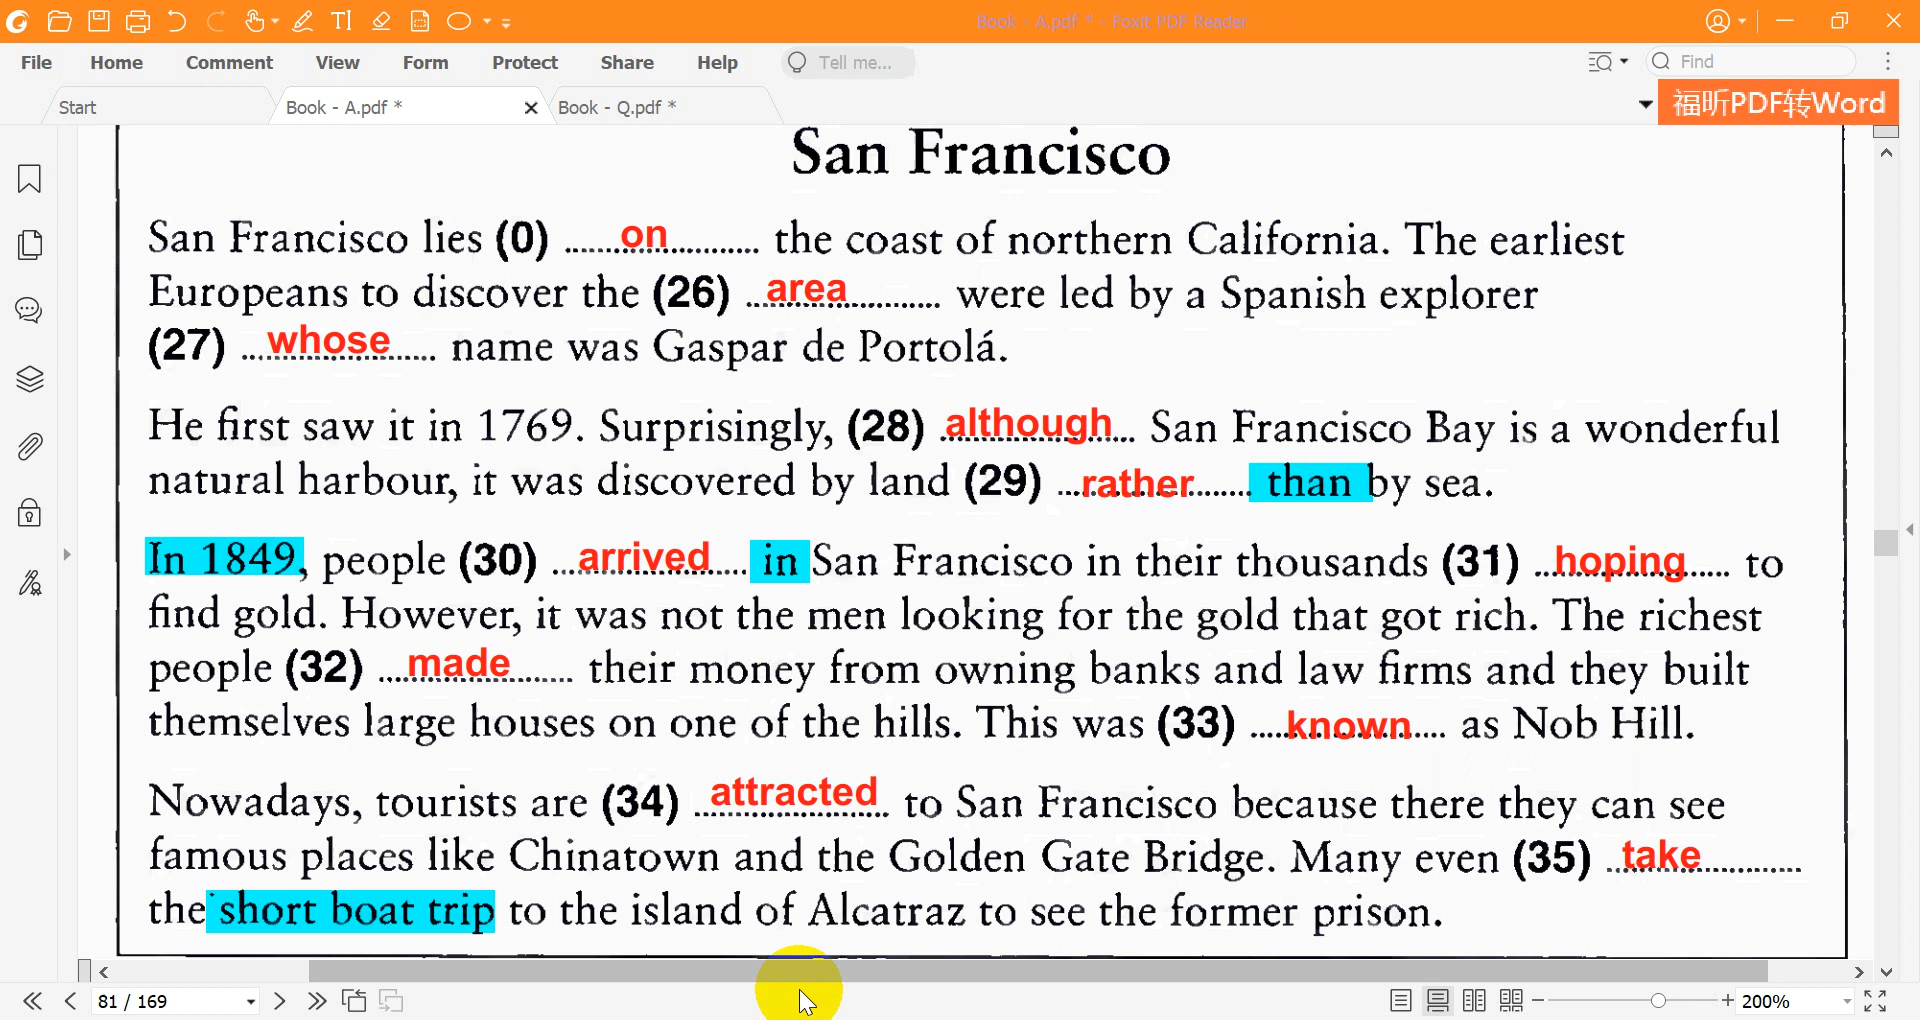 Book - A.pdf * - Foxit PDF Reader
File Home Comment View Form Protect Share Help Tell me... Find
Start Book - A.pdf * Book - Q.pdf * 福昕PDF转Word
San Francisco
San Francisco lies (0) ......on............ the coast of northern California. The earliest
Europeans to discover the (26) ..area............ were led by a Spanish explorer
(27) ..whose..... name was Gaspar de Portolá.
He first saw it in 1769. Surprisingly, (28) although... San Francisco Bay is a wonderful
natural harbour, it was discovered by land (29) ...rather....... than by sea.
In 1849, people (30) ...arrived..... in San Francisco in their thousands (31) ..hoping..... to
find gold. However, it was not the men looking for the gold that got rich. The richest
people (32) ...made........ their money from owning banks and law firms and they built
themselves large houses on one of the hills. This was (33) ....known.... as Nob Hill.
Nowadays, tourists are (34) attracted to San Francisco because there they can see
famous places like Chinatown and the Golden Gate Bridge. Many even (35) ..take............
the short boat trip to the island of Alcatraz to see the former prison.
81 / 169 200%